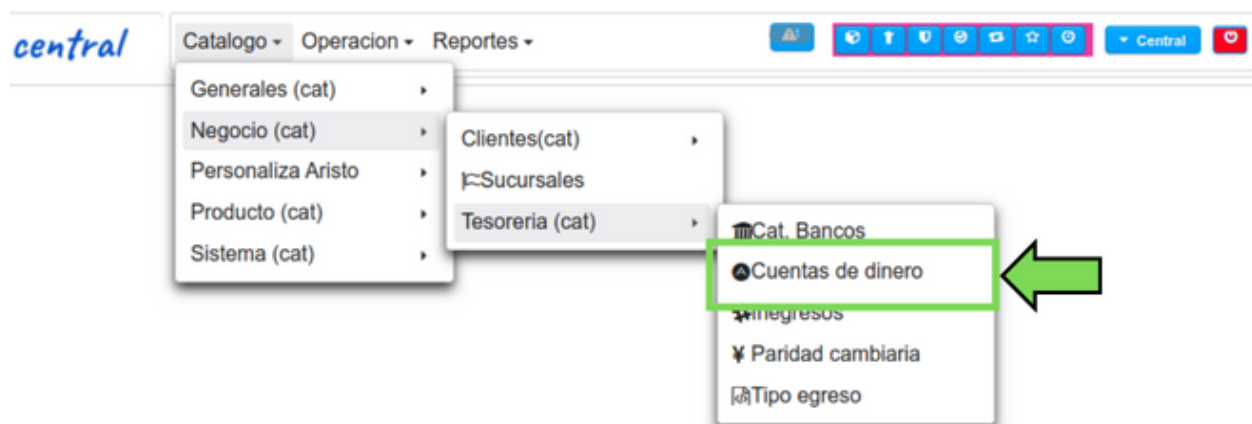 central
Catalogo Operacion Reportes
Central
Generales (cat)
Negocio (cat)
Personaliza Aristo
Producto (cat)
Sistema (cat)
Clientes(cat)
Sucursales
Tesoreria (cat)
Cat. Bancos
Cuentas de dinero
Inegresos
¥ Paridad cambiaria
Tipo egreso